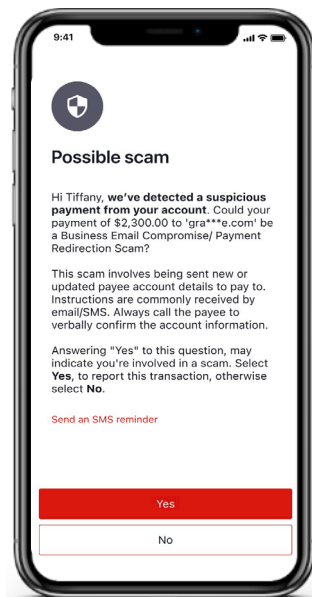 9:41
Possible scam
Hi Tiffany, we've detected a suspicious
payment from your account. Could your
payment of $2,300.00 to 'gra***e.com' be
a Business Email Compromise/ Payment
Redirection Scam?
This scam involves being sent new or
updated payee account details to pay to.
Instructions are commonly received by
email/SMS. Always call the payee to
verbally confirm the account information.
Answering "Yes" to this question, may
indicate you're involved in a scam. Select
Yes, to report this transaction, otherwise
select No.
Send an SMS reminder
Yes
No